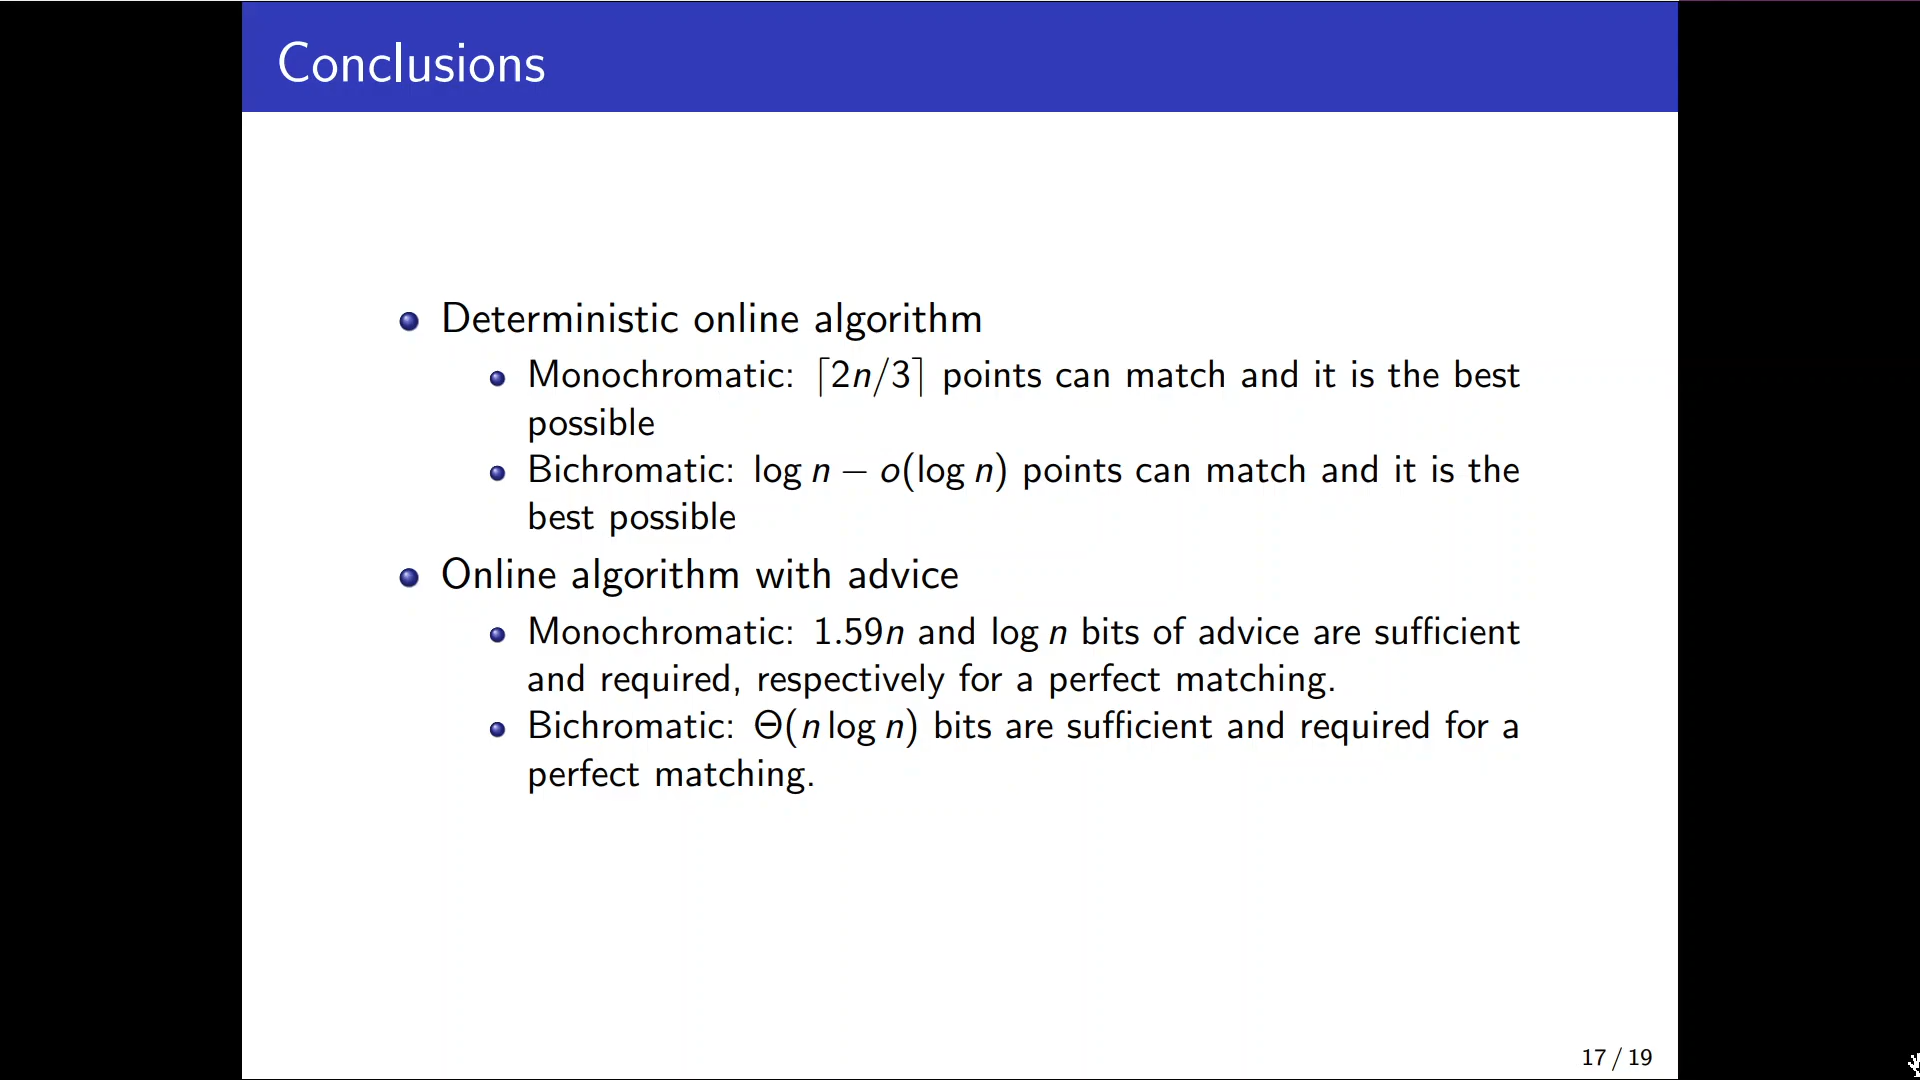 Conclusions
Deterministic online algorithm
Monochromatic: ⌈2n/3⌉ points can match and it is the best
possible
Bichromatic: log n − o(log n) points can match and it is the
best possible
Online algorithm with advice
Monochromatic: 1.59n and log n bits of advice are sufficient
and required, respectively for a perfect matching.
Bichromatic: Θ(n log n) bits are sufficient and required for a
perfect matching.
17 / 19